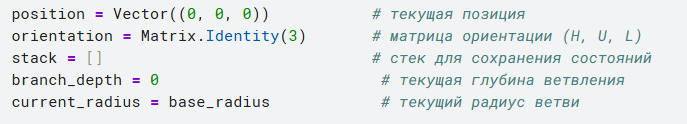 position = Vector((0, 0, 0)) # текущая позиция
orientation = Matrix.Identity(3) # матрица ориентации (H, U, L)
stack = [] # стек для сохранения состояний
branch_depth = 0 # текущая глубина ветвления
current_radius = base_radius # текущий радиус ветви